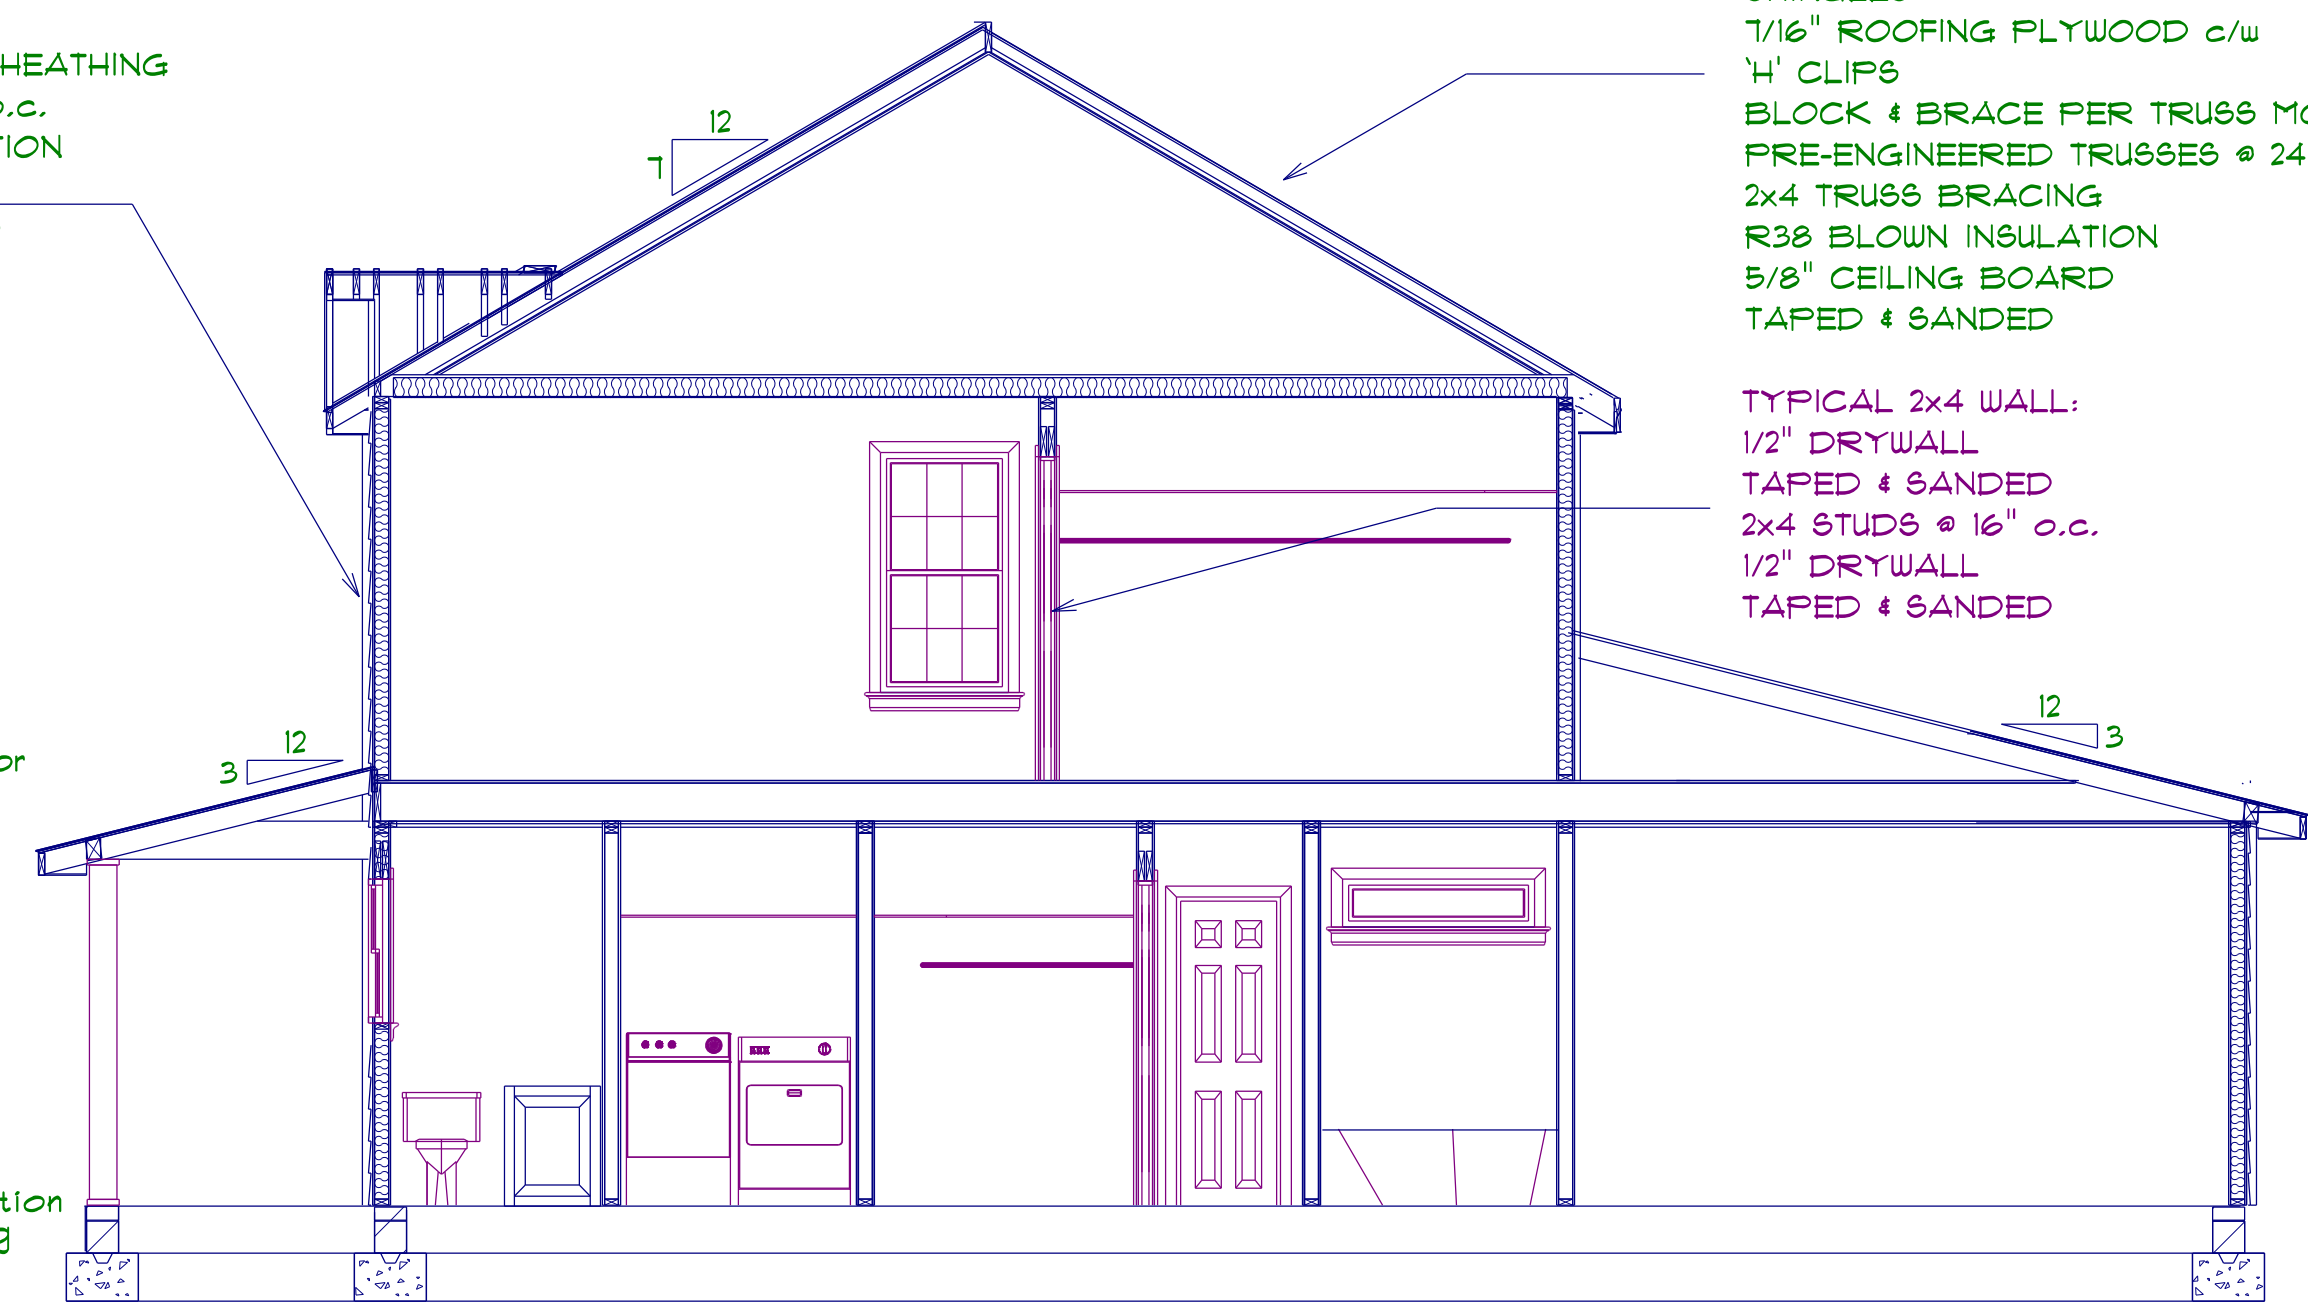 HEATHING
o.c.
TION
7/16" ROOFING PLYWOOD c/w
'H' CLIPS
BLOCK & BRACE PER TRUSS
PRE-ENGINEERED TRUSSES @ 24
2x4 TRUSS BRACING
R38 BLOWN INSULATION
5/8" CEILING BOARD
TAPED & SANDED
12
7
TYPICAL 2x4 WALL:
1/2" DRYWALL
TAPED & SANDED
2x4 STUDS @ 16" o.c.
1/2" DRYWALL
TAPED & SANDED
12
3
12
3
or
tion
g